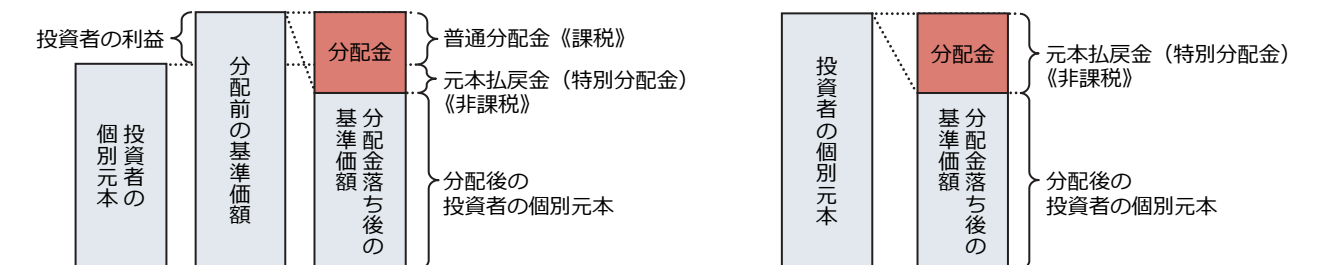 投資者の利益
投資者の
個別元本
分配前の基準価額
分配金
分配金落ち後の
基準価額
普通分配金《課税》
元本払戻金（特別分配金）
《非課税》
分配後の
投資者の個別元本
投資者の個別元本
分配金
分配金落ち後の
基準価額
元本払戻金（特別分配金）
《非課税》
分配後の
投資者の個別元本